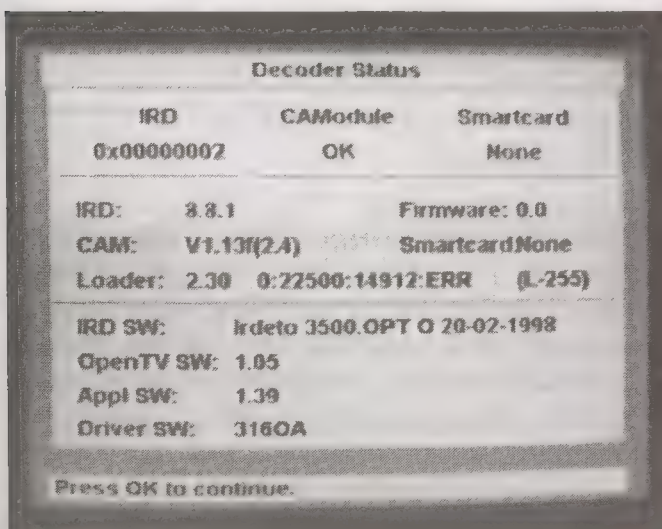 Decoder Status
IRD CAModule Smartcard
0x00000002 OK None
IRD: 8.8.1 Firmware: 0.0
CAM: V1.13f(2.4) Smartcard:None
Loader: 2.30 0:22500:14912:ERR (L-255)
IRD SW: Irdeto 3500.OPT O 20-02-1998
OpenTV SW: 1.05
Appl SW: 1.39
Driver SW: 316OA
Press OK to continue.